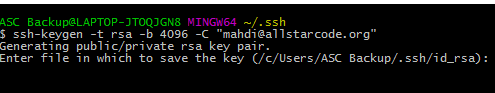 ASC Backup@LAPTOP-JTOQJGN8 MINGW64 ~/.ssh
$ ssh-keygen -t rsa -b 4096 -C "mahdi@allstarcode.org"
Generating public/private rsa key pair.
Enter file in which to save the key (/c/Users/ASC Backup/.ssh/id_rsa):